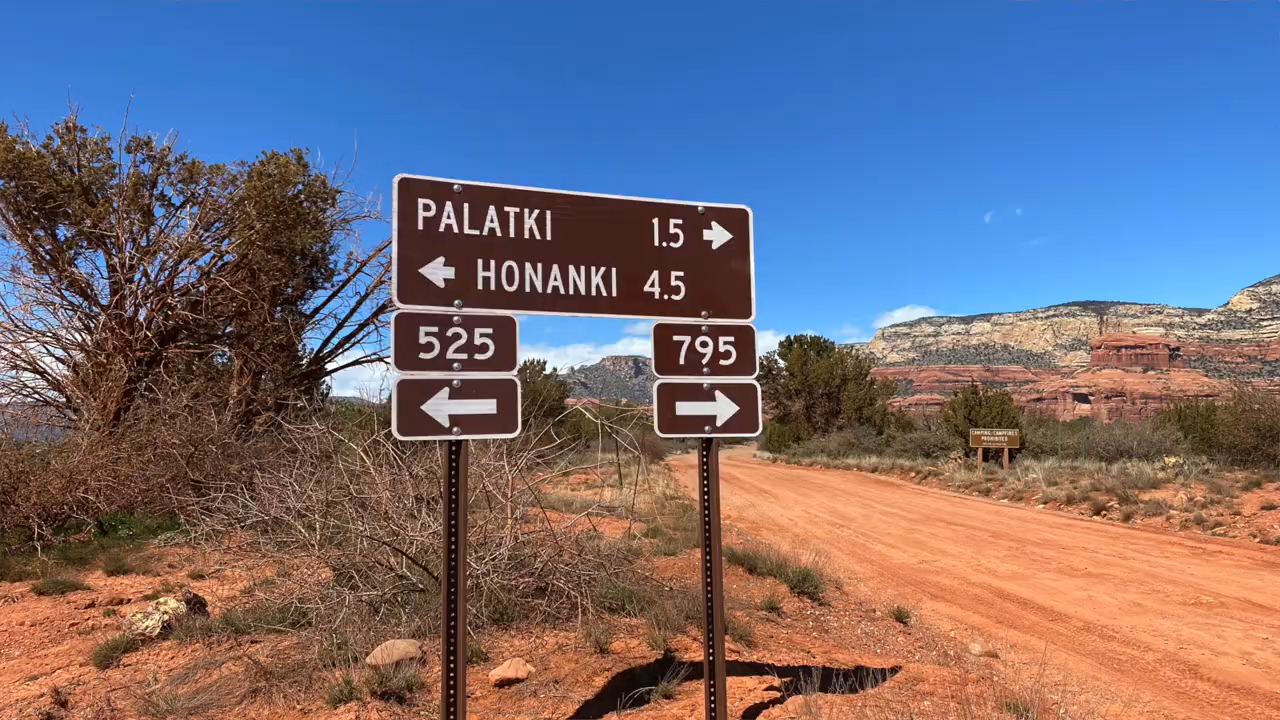 PALATKI 1.5 →
← HONANKI 4.5
525
←
795
→
CAMPING, CAMPFIRES
PROHIBITED